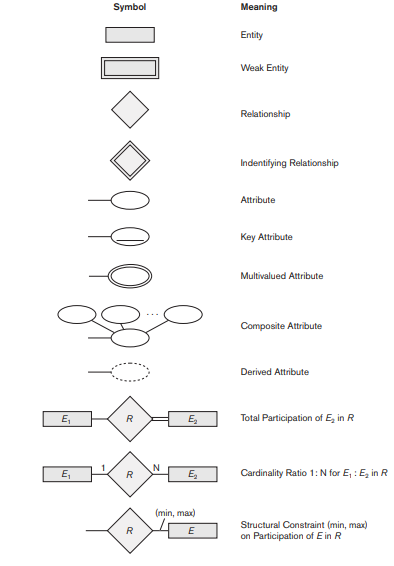 Symbol Meaning
Entity
Weak Entity
Relationship
Indentifying Relationship
Attribute
Key Attribute
Multivalued Attribute
. . .
Composite Attribute
Derived Attribute
E₁ R E₂ Total Participation of E₂ in R
E₁ 1 R N E₂ Cardinality Ratio 1: N for E₁ : E₂ in R
(min, max)
R E Structural Constraint (min, max)
on Participation of E in R